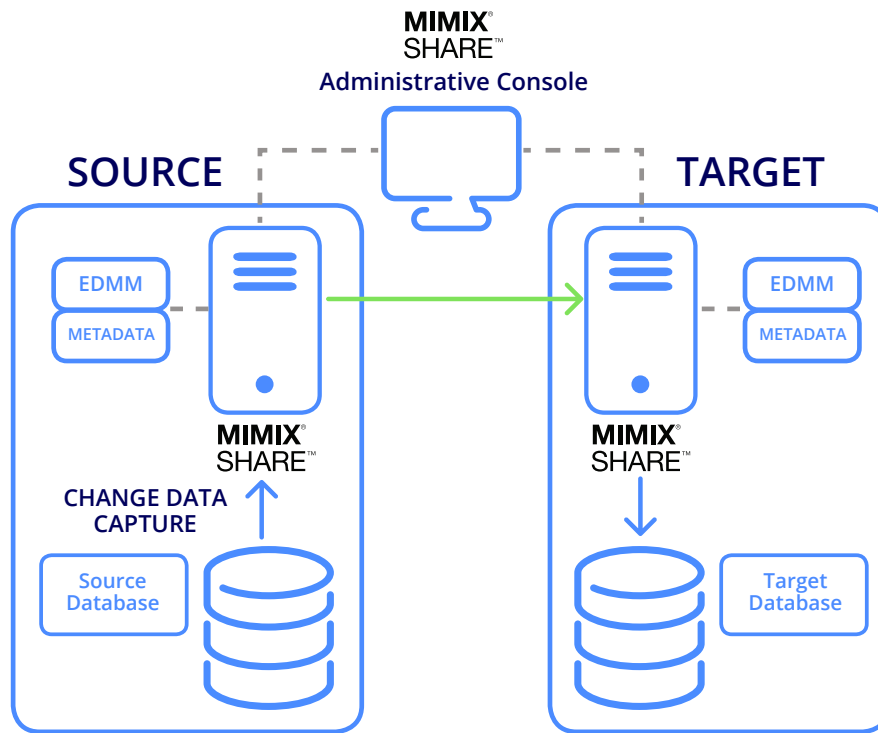 MIMIX®
SHARE™
Administrative Console
SOURCE
TARGET
EDMM
METADATA
EDMM
METADATA
MIMIX®
SHARE™
MIMIX®
SHARE™
CHANGE DATA
CAPTURE
Source
Database
Target
Database